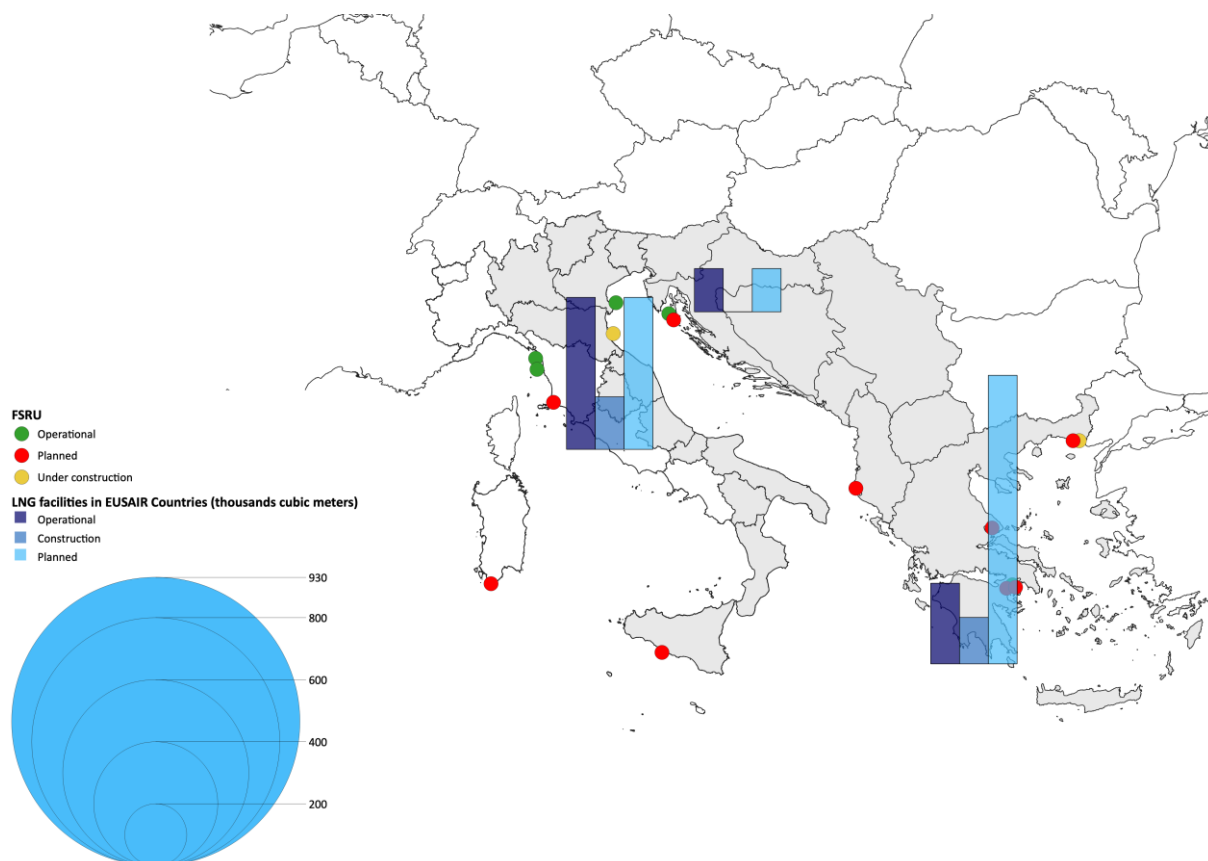 FSRU
Operational
Planned
Under construction
LNG facilities in EUSAIR Countries (thousands cubic meters)
Operational
Construction
Planned
930
800
600
400
200